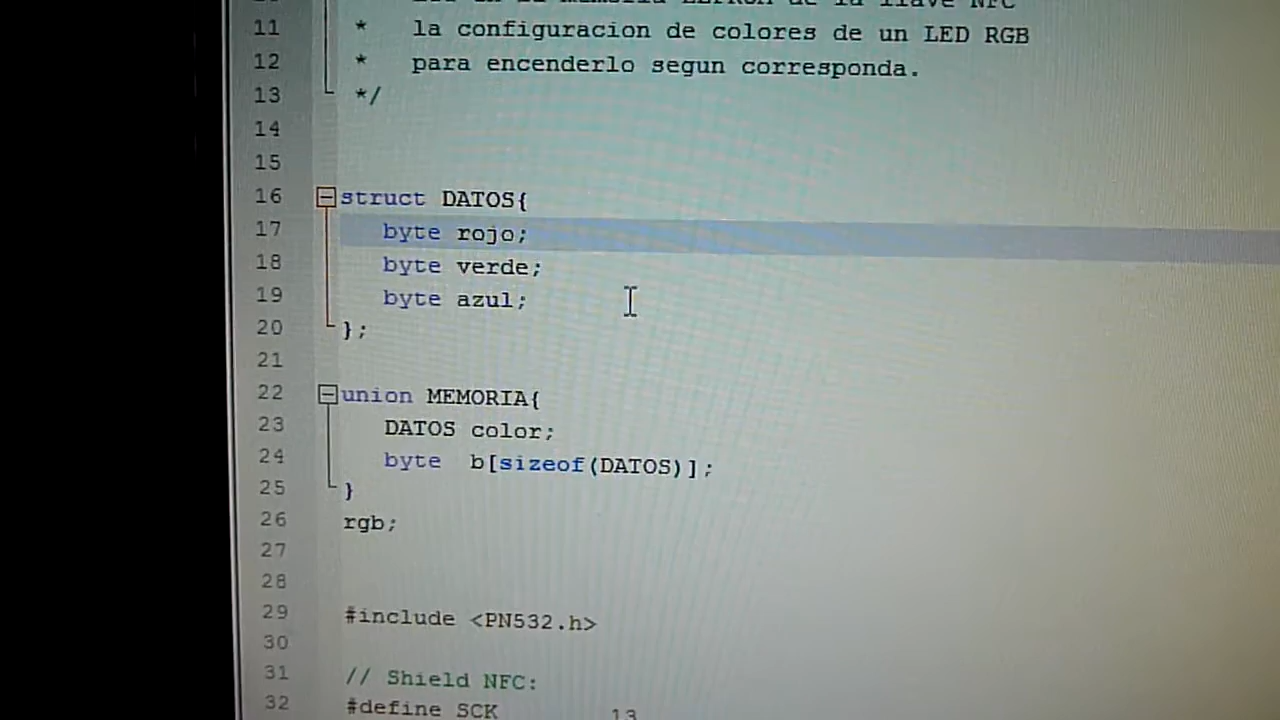 la llave NFC
11 * la configuracion de colores de un LED RGB
12 * para encenderlo segun corresponda.
13 */
14
15
16 struct DATOS{
17 byte rojo;
18 byte verde;
19 byte azul;
20 };
21
22 union MEMORIA{
23 DATOS color;
24 byte b[sizeof(DATOS)];
25 }
26 rgb;
27
28
29 #include <PN532.h>
30
31 // Shield NFC:
32 #define SCK 13